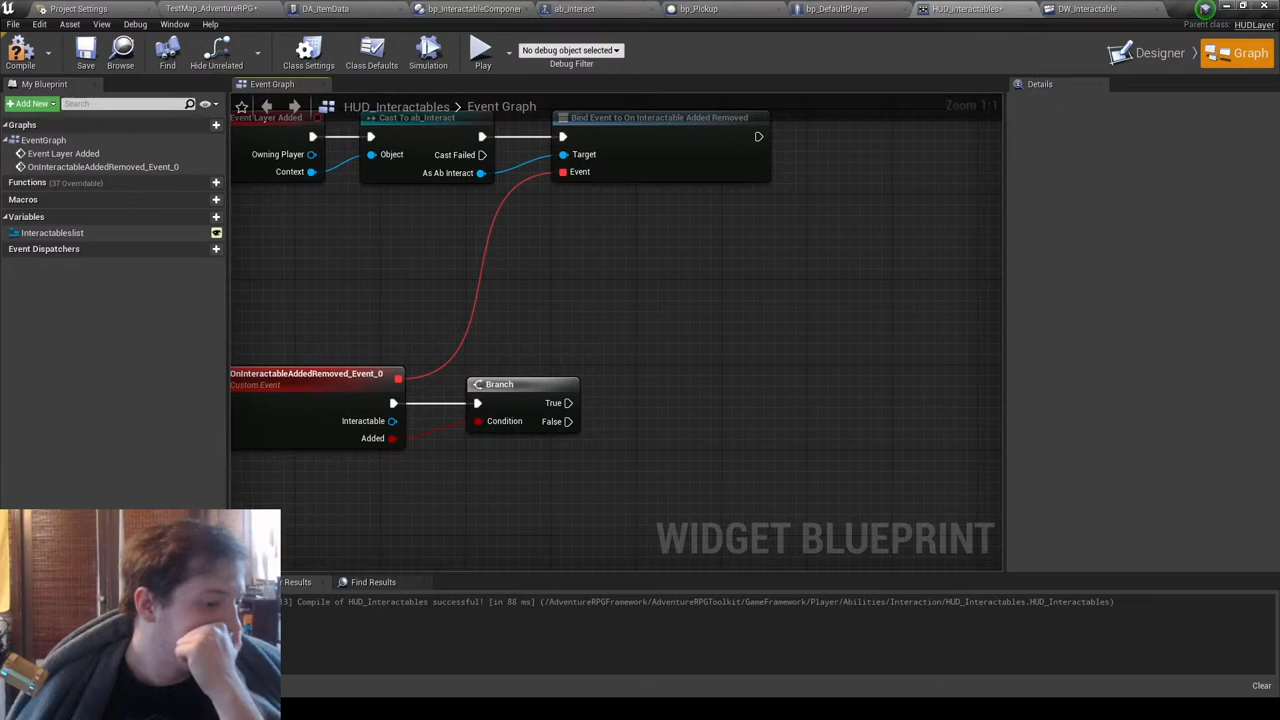 Project Settings
TestMap_AdventureRPG*
DA_ItemData
bp_InteractableComponen
ab_Interact
bp_Pickup
bp_DefaultPlayer
HUD_Interactables*
DW_Interactable
File
Edit
Asset
View
Debug
Window
Help
Parent class: HUDLayer
Compile
Save
Browse
Find
Hide Unrelated
Class Settings
Class Defaults
Simulation
Play
No debug object selected
Debug Filter
Designer
Graph
My Blueprint
Event Graph
Details
Add New
Search
HUD_Interactables > Event Graph
Zoom 1:1
Graphs
EventGraph
Event Layer Added
OnInteractableAddedRemoved_Event_0
Functions (37 Overridable)
Macros
Variables
Interactableslist
Event Dispatchers
Event Layer Added
Owning Player
Context
Cast To ab_Interact
Object
Cast Failed
As Ab Interact
Bind Event to On Interactable Added Removed
Target
Event
OnInteractableAddedRemoved_Event_0
Custom Event
Interactable
Added
Branch
Condition
True
False
WIDGET BLUEPRINT
r Results
Find Results
3] Compile of HUD_Interactables successful! [in 88 ms] (/AdventureRPGFramework/AdventureRPGToolkit/GameFramework/Player/Abilities/Interaction/HUD_Interactables.HUD_Interactables)
Clear